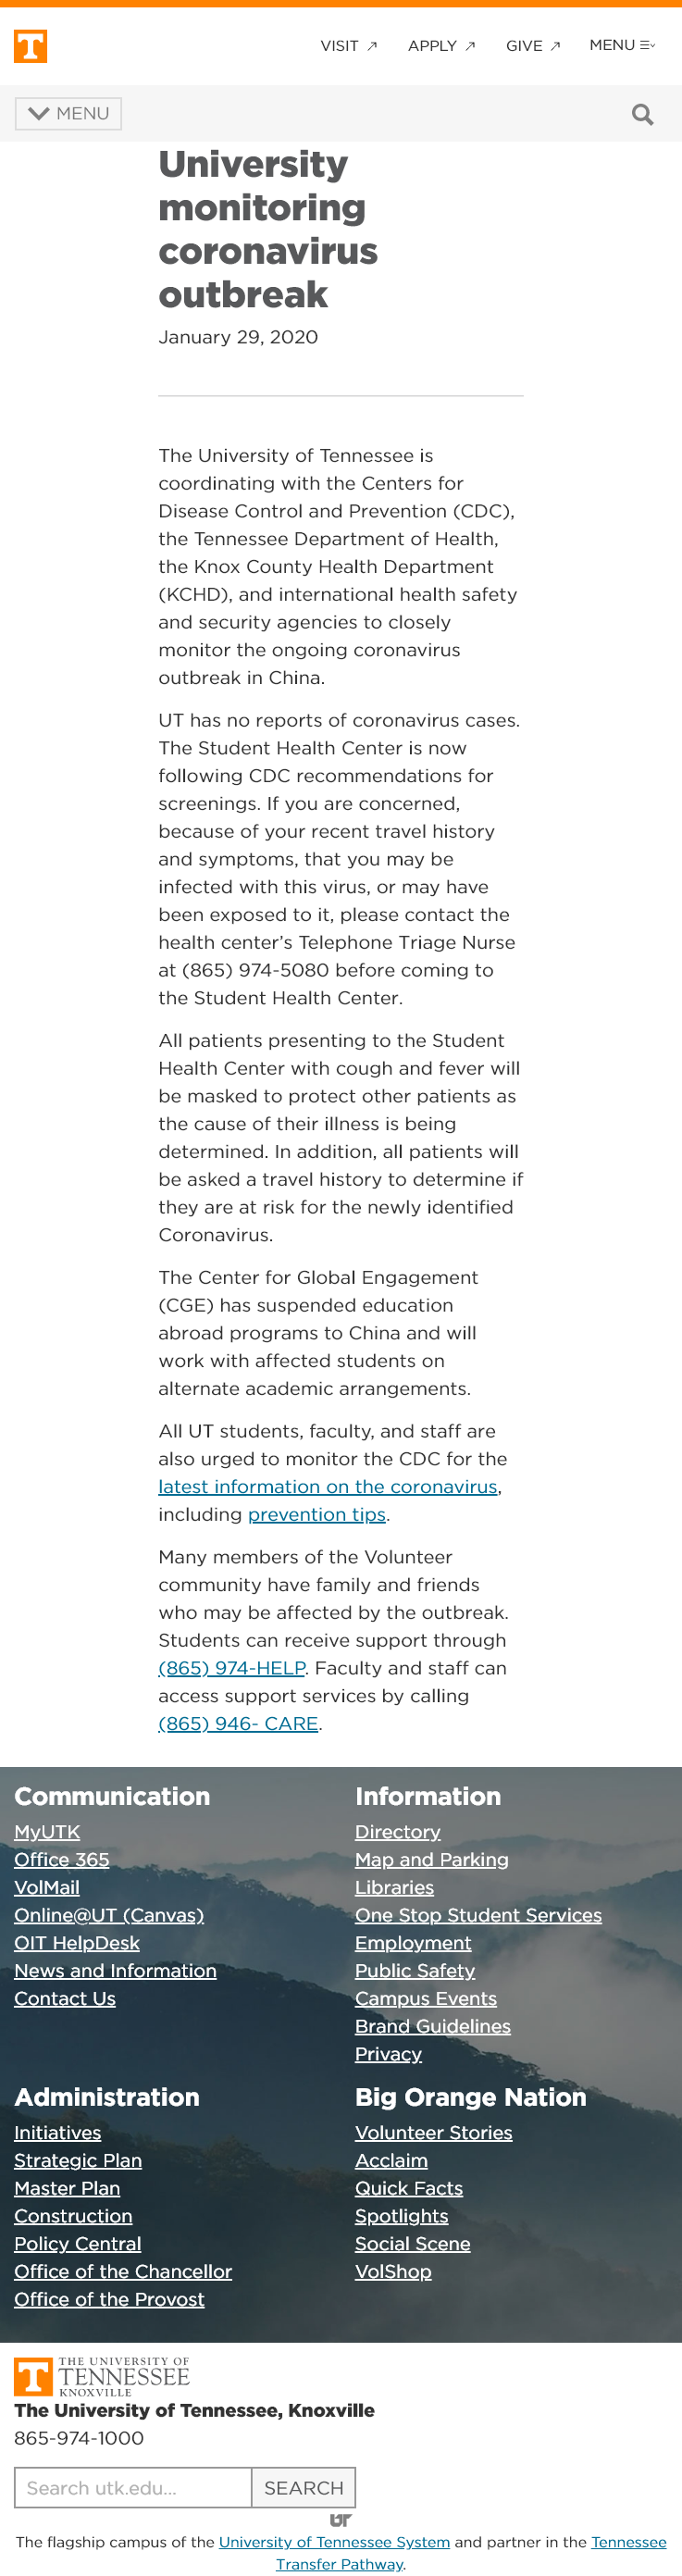 T
VISIT
APPLY
GIVE
MENU
MENU
University
monitoring
coronavirus
outbreak
January 29, 2020
The University of Tennessee is
coordinating with the Centers for
Disease Control and Prevention (CDC),
the Tennessee Department of Health,
the Knox County Health Department
(KCHD), and international health safety
and security agencies to closely
monitor the ongoing coronavirus
outbreak in China.
UT has no reports of coronavirus cases.
The Student Health Center is now
following CDC recommendations for
screenings. If you are concerned,
because of your recent travel history
and symptoms, that you may be
infected with this virus, or may have
been exposed to it, please contact the
health center’s Telephone Triage Nurse
at (865) 974-5080 before coming to
the Student Health Center.
All patients presenting to the Student
Health Center with cough and fever will
be masked to protect other patients as
the cause of their illness is being
determined. In addition, all patients will
be asked a travel history to determine if
they are at risk for the newly identified
Coronavirus.
The Center for Global Engagement
(CGE) has suspended education
abroad programs to China and will
work with affected students on
alternate academic arrangements.
All UT students, faculty, and staff are
also urged to monitor the CDC for the
latest information on the coronavirus,
including prevention tips.
Many members of the Volunteer
community have family and friends
who may be affected by the outbreak.
Students can receive support through
(865) 974-HELP. Faculty and staff can
access support services by calling
(865) 946- CARE.
Communication
MyUTK
Office 365
VolMail
Online@UT (Canvas)
OIT HelpDesk
News and Information
Contact Us
Information
Directory
Map and Parking
Libraries
One Stop Student Services
Employment
Public Safety
Campus Events
Brand Guidelines
Privacy
Administration
Initiatives
Strategic Plan
Master Plan
Construction
Policy Central
Office of the Chancellor
Office of the Provost
Big Orange Nation
Volunteer Stories
Acclaim
Quick Facts
Spotlights
Social Scene
VolShop
T
THE UNIVERSITY OF
TENNESSEE
KNOXVILLE
The University of Tennessee, Knoxville
865-974-1000
Search utk.edu...
SEARCH
UT
The flagship campus of the University of Tennessee System and partner in the Tennessee
Transfer Pathway.